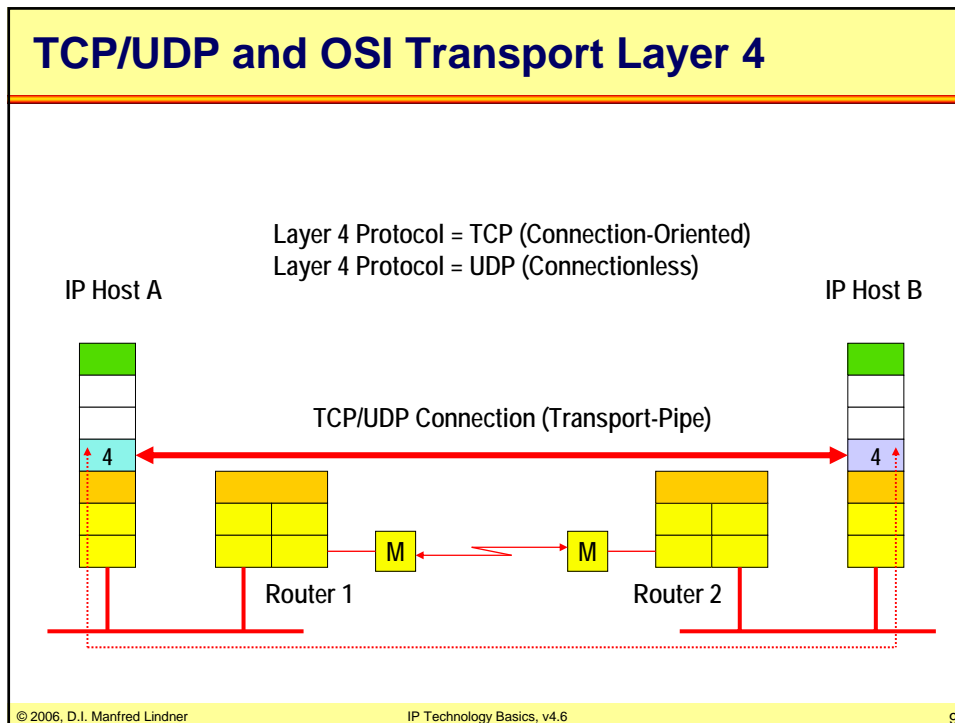 TCP/UDP and OSI Transport Layer 4
Layer 4 Protocol = TCP (Connection-Oriented)
Layer 4 Protocol = UDP (Connectionless)
IP Host A
IP Host B
TCP/UDP Connection (Transport-Pipe)
4
4
M
M
Router 1
Router 2
© 2006, D.I. Manfred Lindner
IP Technology Basics, v4.6
9